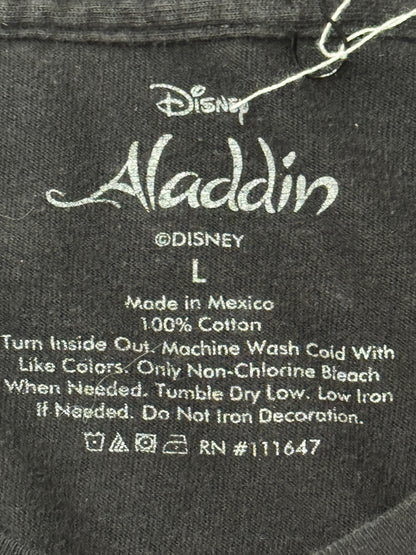 Disney
Aladdin
©DISNEY
L
Made in Mexico
100% Cotton
Turn Inside Out. Machine Wash Cold With
Like Colors. Only Non-Chlorine Bleach
When Needed. Tumble Dry Low. Low Iron
If Needed. Do Not Iron Decoration.
RN #111647